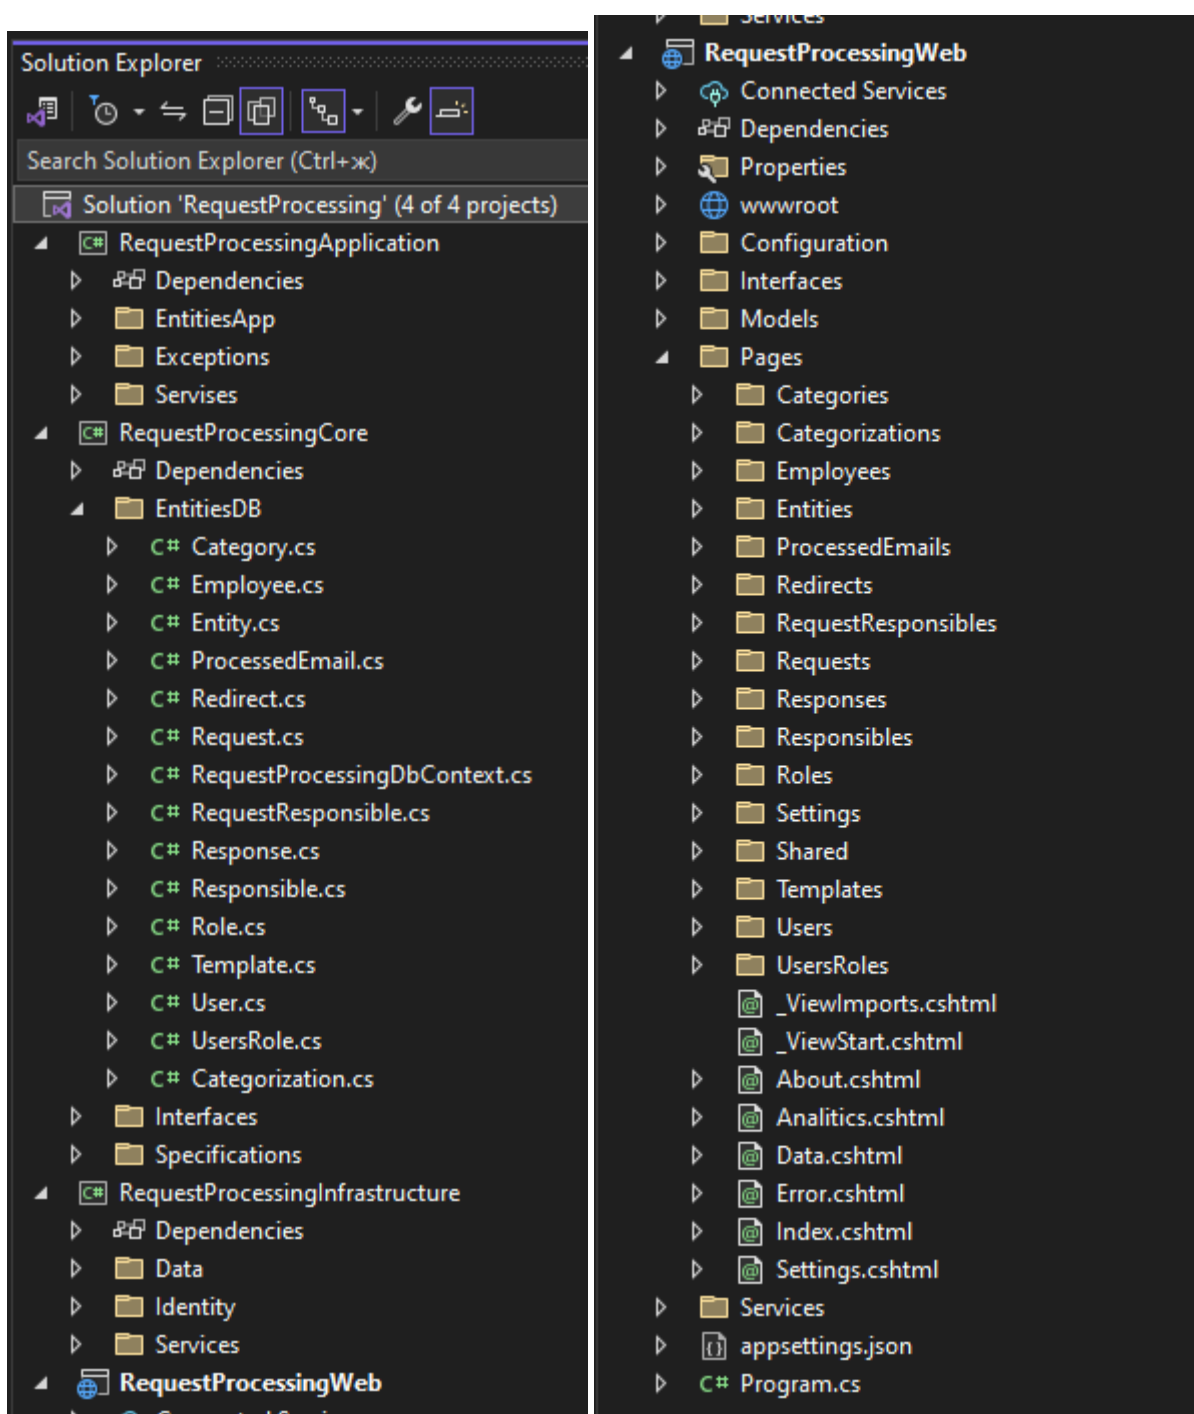 Solution Explorer
Search Solution Explorer (Ctrl+ж)
Solution 'RequestProcessing' (4 of 4 projects)
C# RequestProcessingApplication
Dependencies
EntitiesApp
Exceptions
Servises
C# RequestProcessingCore
Dependencies
EntitiesDB
C# Category.cs
C# Employee.cs
C# Entity.cs
C# ProcessedEmail.cs
C# Redirect.cs
C# Request.cs
C# RequestProcessingDbContext.cs
C# RequestResponsible.cs
C# Response.cs
C# Responsible.cs
C# Role.cs
C# Template.cs
C# User.cs
C# UsersRole.cs
C# Categorization.cs
Interfaces
Specifications
C# RequestProcessingInfrastructure
Dependencies
Data
Identity
Services
RequestProcessingWeb
Services
RequestProcessingWeb
Connected Services
Dependencies
Properties
wwwroot
Configuration
Interfaces
Models
Pages
Categories
Categorizations
Employees
Entities
ProcessedEmails
Redirects
RequestResponsibles
Requests
Responses
Responsibles
Roles
Settings
Shared
Templates
Users
UsersRoles
_ViewImports.cshtml
_ViewStart.cshtml
About.cshtml
Analitics.cshtml
Data.cshtml
Error.cshtml
Index.cshtml
Settings.cshtml
Services
appsettings.json
C# Program.cs